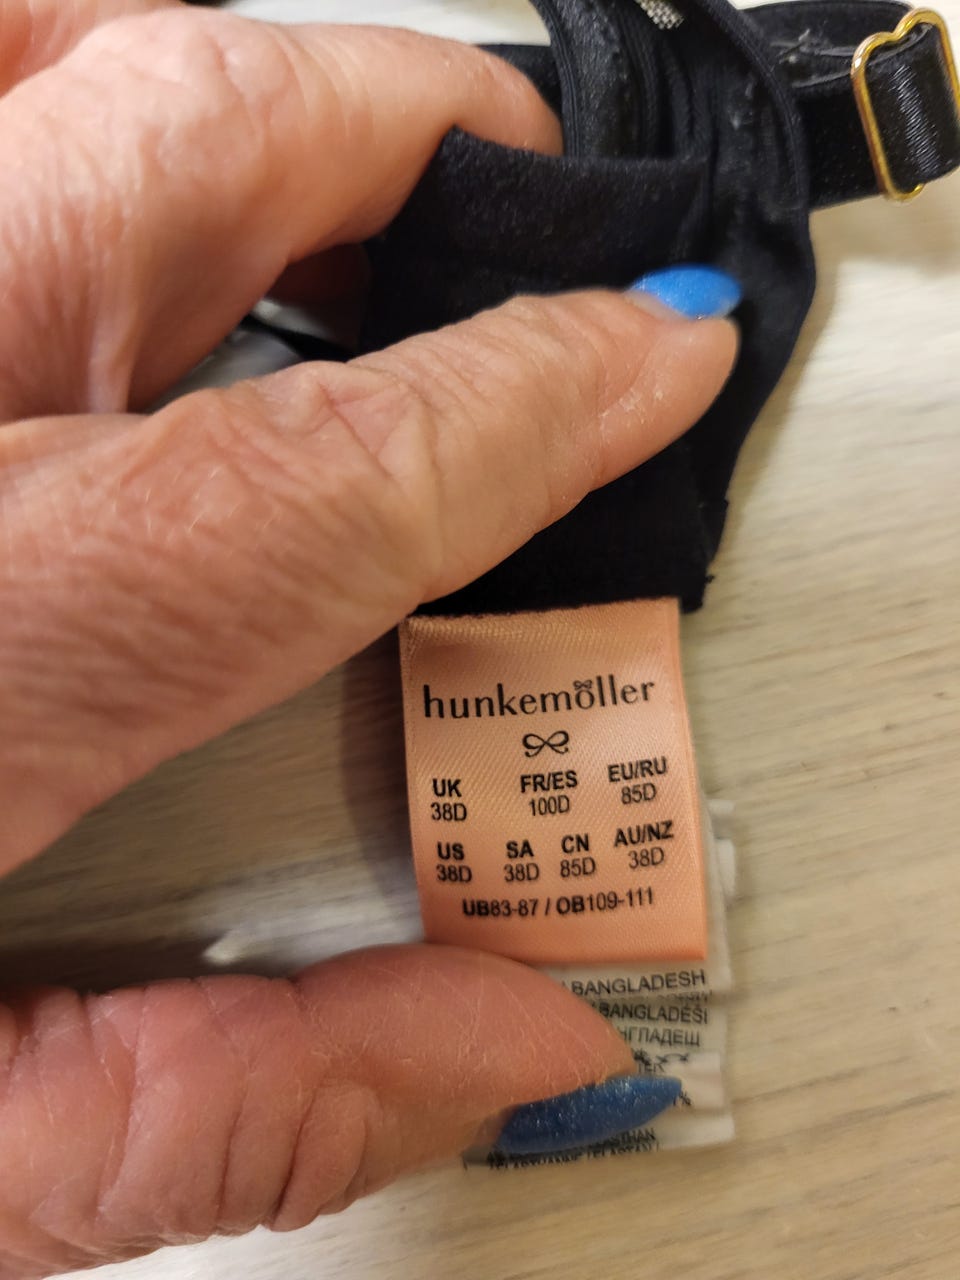 hunkemöller
UK FR/ES EU/RU
38D 100D 85D
US SA CN AU/NZ
38D 38D 85D 38D
UB83-87 / OB109-111
BANGLADESH
BANGLADEŠI